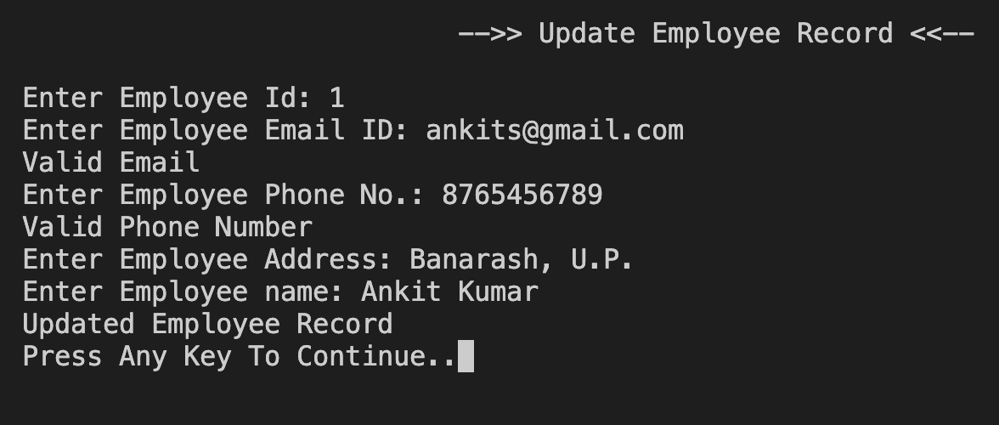 -->> Update Employee Record <<--
Enter Employee Id: 1
Enter Employee Email ID: ankits@gmail.com
Valid Email
Enter Employee Phone No.: 8765456789
Valid Phone Number
Enter Employee Address: Banarash, U.P.
Enter Employee name: Ankit Kumar
Updated Employee Record
Press Any Key To Continue..